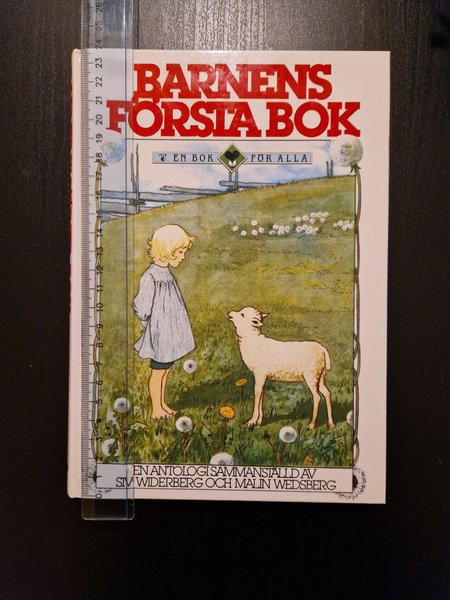 BARNENS
FÖRSTA BOK
EN BOK FÖR ALLA
EN ANTOLOGI SAMMANSTÄLLD AV
SIV WIDERBERG OCH MALIN WEDSBERG